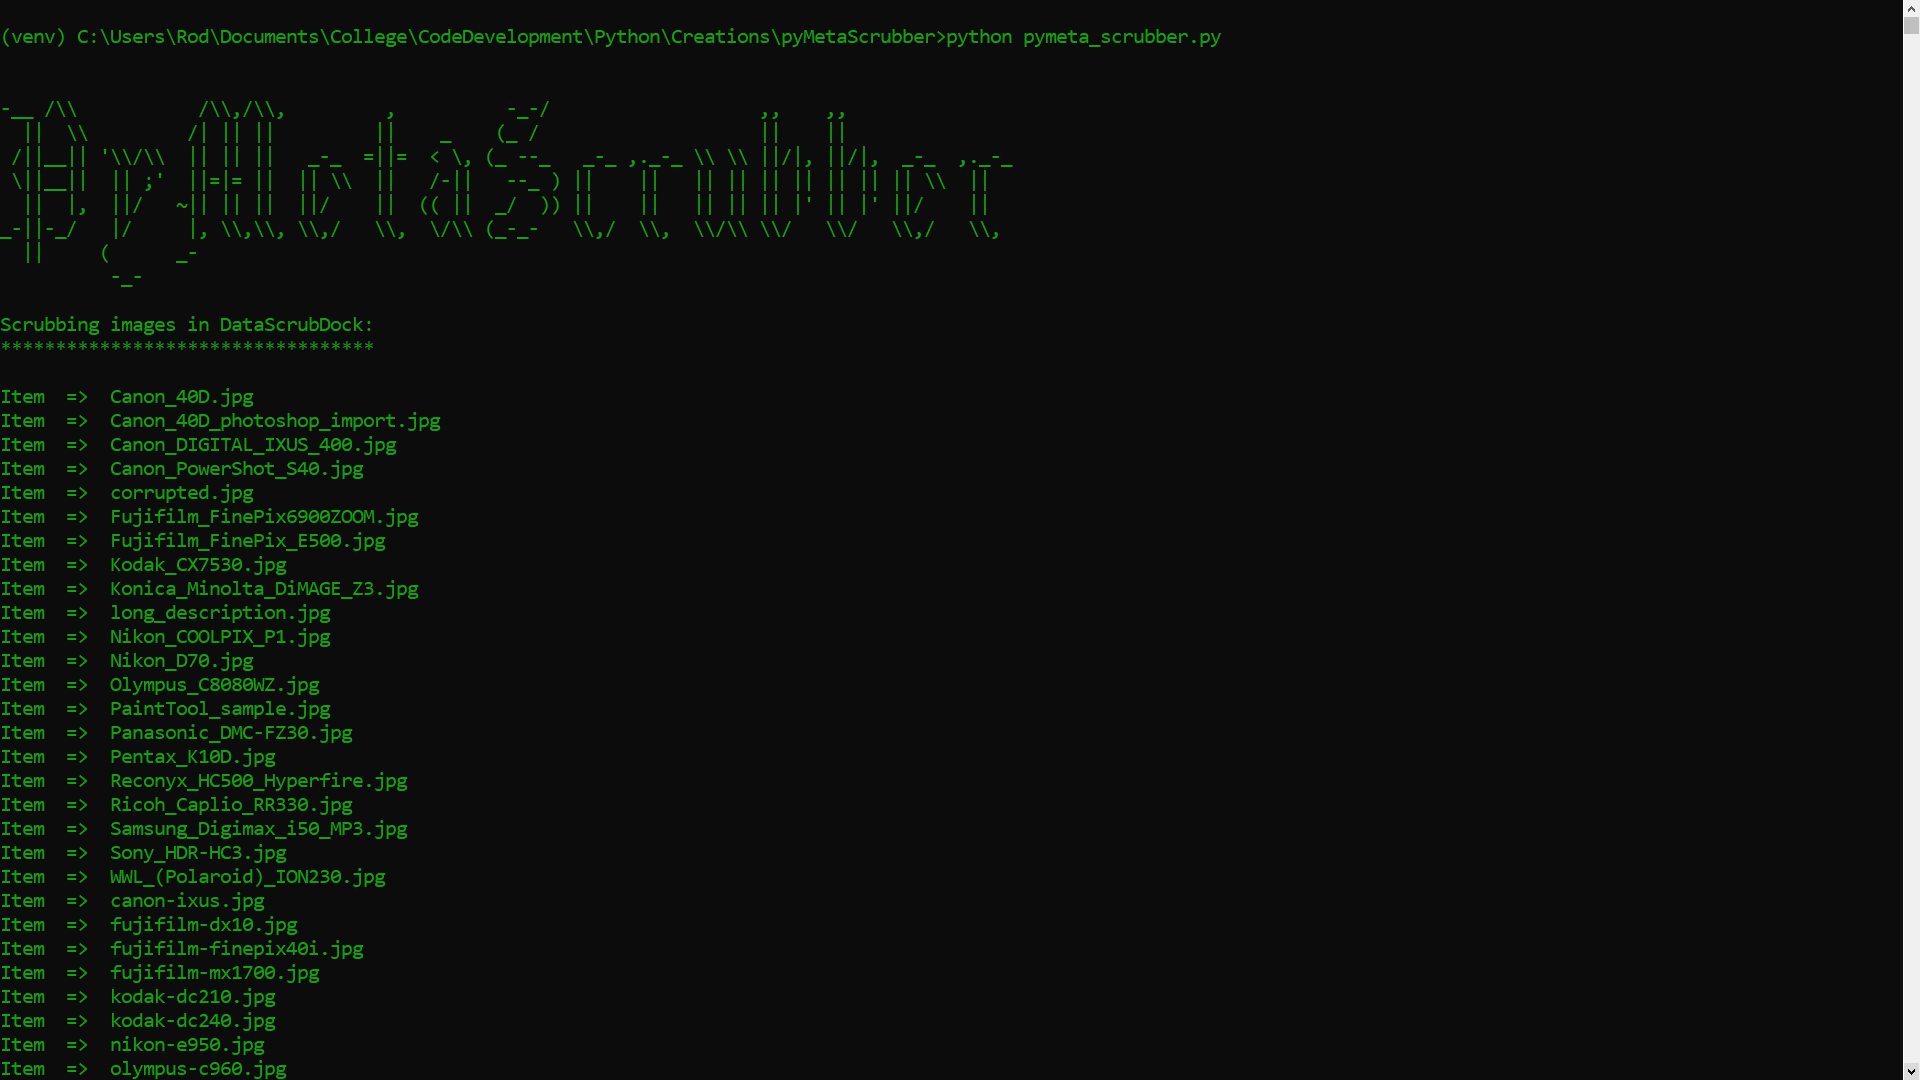 (venv) C:\Users\Rod\Documents\College\CodeDevelopment\Python\Creations\pyMetaScrubber>python pymeta_scrubber.py
PyMetaScrubber
Scrubbing images in DataScrubDock:
**********************************
Item  =>  Canon_40D.jpg
Item  =>  Canon_40D_photoshop_import.jpg
Item  =>  Canon_DIGITAL_IXUS_400.jpg
Item  =>  Canon_PowerShot_S40.jpg
Item  =>  corrupted.jpg
Item  =>  Fujifilm_FinePix6900ZOOM.jpg
Item  =>  Fujifilm_FinePix_E500.jpg
Item  =>  Kodak_CX7530.jpg
Item  =>  Konica_Minolta_DiMAGE_Z3.jpg
Item  =>  long_description.jpg
Item  =>  Nikon_COOLPIX_P1.jpg
Item  =>  Nikon_D70.jpg
Item  =>  Olympus_C8080WZ.jpg
Item  =>  PaintTool_sample.jpg
Item  =>  Panasonic_DMC-FZ30.jpg
Item  =>  Pentax_K10D.jpg
Item  =>  Reconyx_HC500_Hyperfire.jpg
Item  =>  Ricoh_Caplio_RR330.jpg
Item  =>  Samsung_Digimax_i50_MP3.jpg
Item  =>  Sony_HDR-HC3.jpg
Item  =>  WWL_(Polaroid)_ION230.jpg
Item  =>  canon-ixus.jpg
Item  =>  fujifilm-dx10.jpg
Item  =>  fujifilm-finepix40i.jpg
Item  =>  fujifilm-mx1700.jpg
Item  =>  kodak-dc210.jpg
Item  =>  kodak-dc240.jpg
Item  =>  nikon-e950.jpg
Item  =>  olympus-c960.jpg